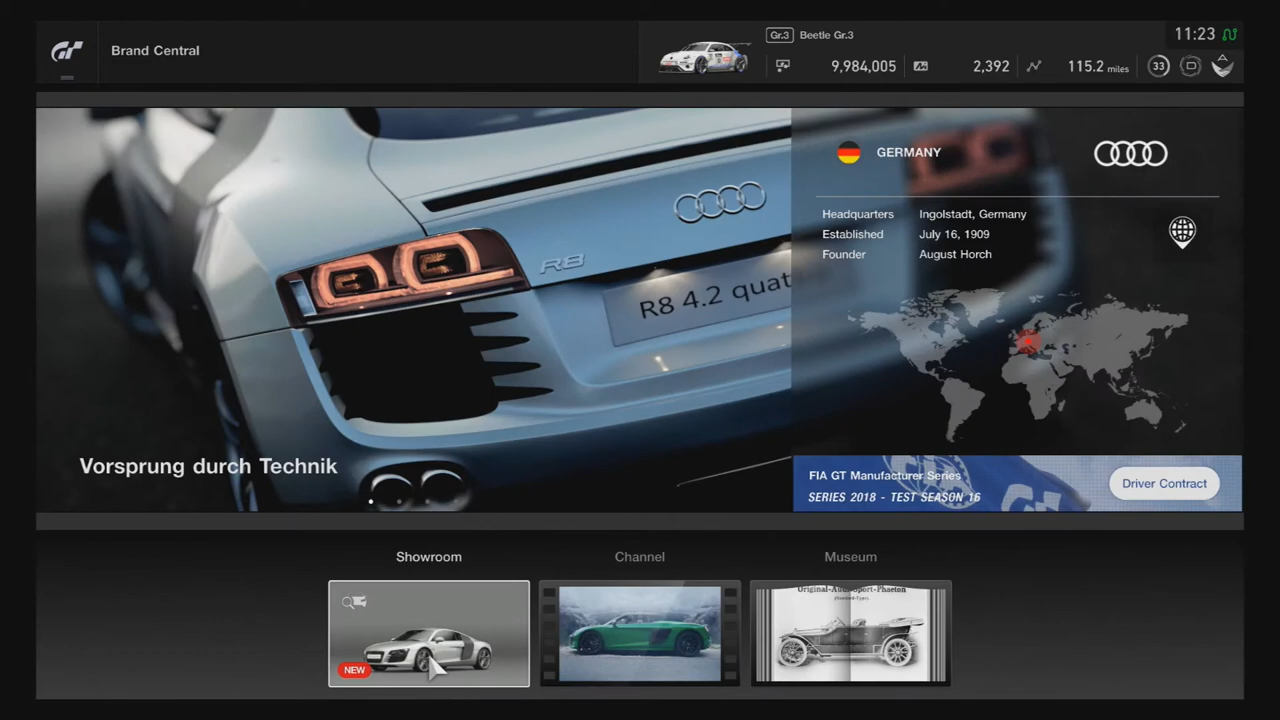 Brand Central
Gr.3 Beetle Gr.3
11:23
9,984,005
2,392
115.2 miles
33
GERMANY
Headquarters Ingolstadt, Germany
Established July 16, 1909
Founder August Horch
R8
R8 4.2 quat
Vorsprung durch Technik
FIA GT Manufacturer Series
SERIES 2018 - TEST SEASON 16
Driver Contract
Showroom
Channel
Museum
NEW
Original-Audi-Sport-Phaeton